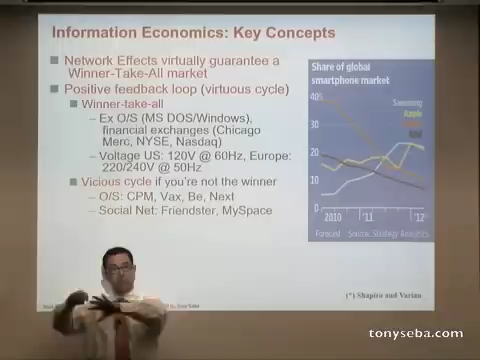 Information Economics: Key Concepts
Network Effects virtually guarantee a
Winner-Take-All market
Positive feedback loop (virtuous cycle)
Winner-take-all
– Ex O/S (MS DOS/Windows),
financial exchanges (Chicago
Merc, NYSE, Nasdaq)
– Voltage US: 120V @ 60Hz, Europe:
220/240V @ 50Hz
Vicious cycle if you're not the winner
– O/S: CPM, Vax, Be, Next
– Social Net: Friendster, MySpace
Share of global
smartphone market
40%
Samsung
Apple
30
20
10
0
2010 '11 '12*
Forecast Source: Strategy Analytics
(*) Shapiro and Varian
tonyseba.com